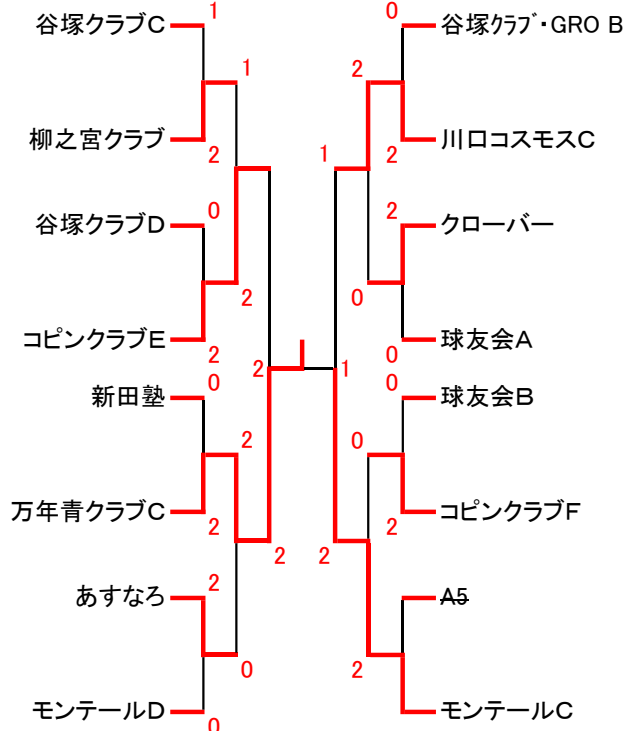 谷塚クラブC
1
0
谷塚クラブ・GRO B
1
2
柳之宮クラブ
2
1
2
川口コスモスC
谷塚クラブD
0
2
クローバー
2
0
コピンクラブE
2
0
球友会A
2
1
新田塾
0
0
球友会B
2
0
万年青クラブC
2
2
コピンクラブF
2
2
あすなろ
2
A5
0
2
モンテールD
0
モンテールC